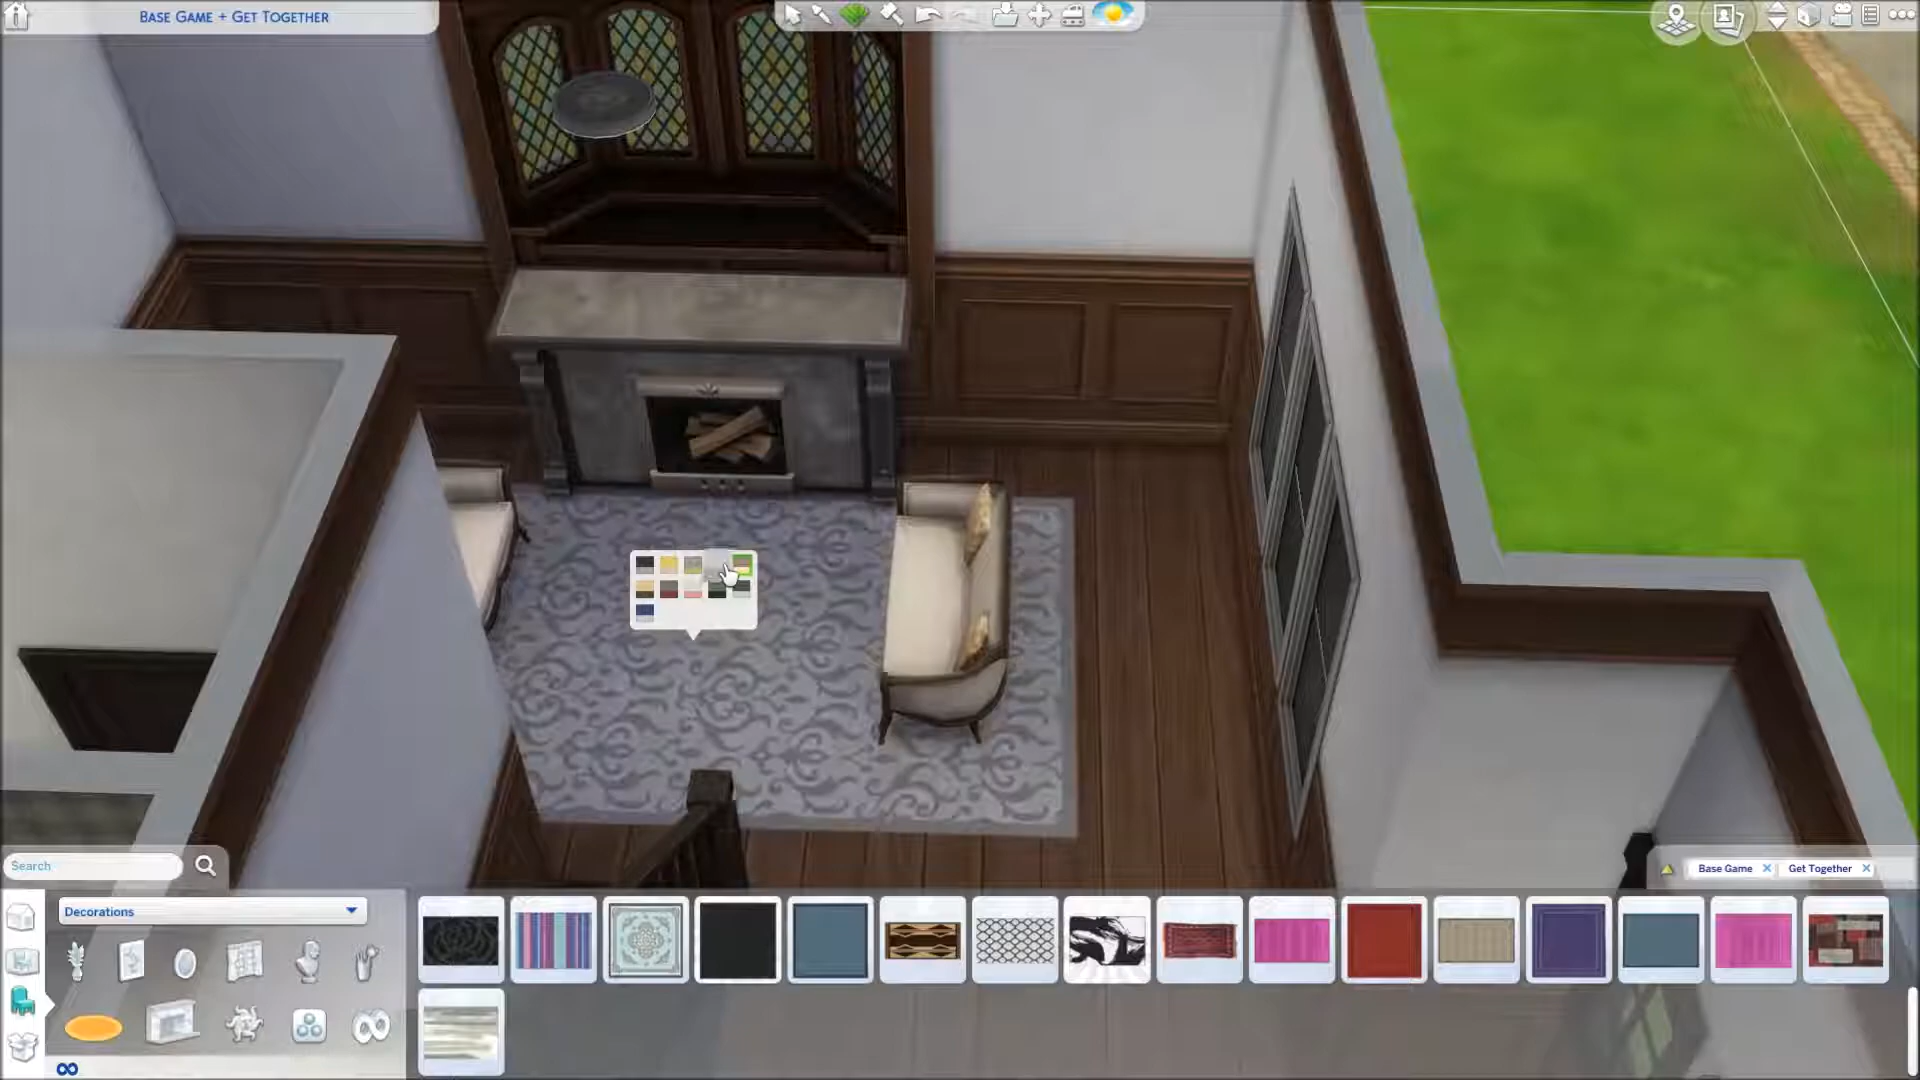 Base Game + Get Together
Search
Base Game
Get Together
Decorations